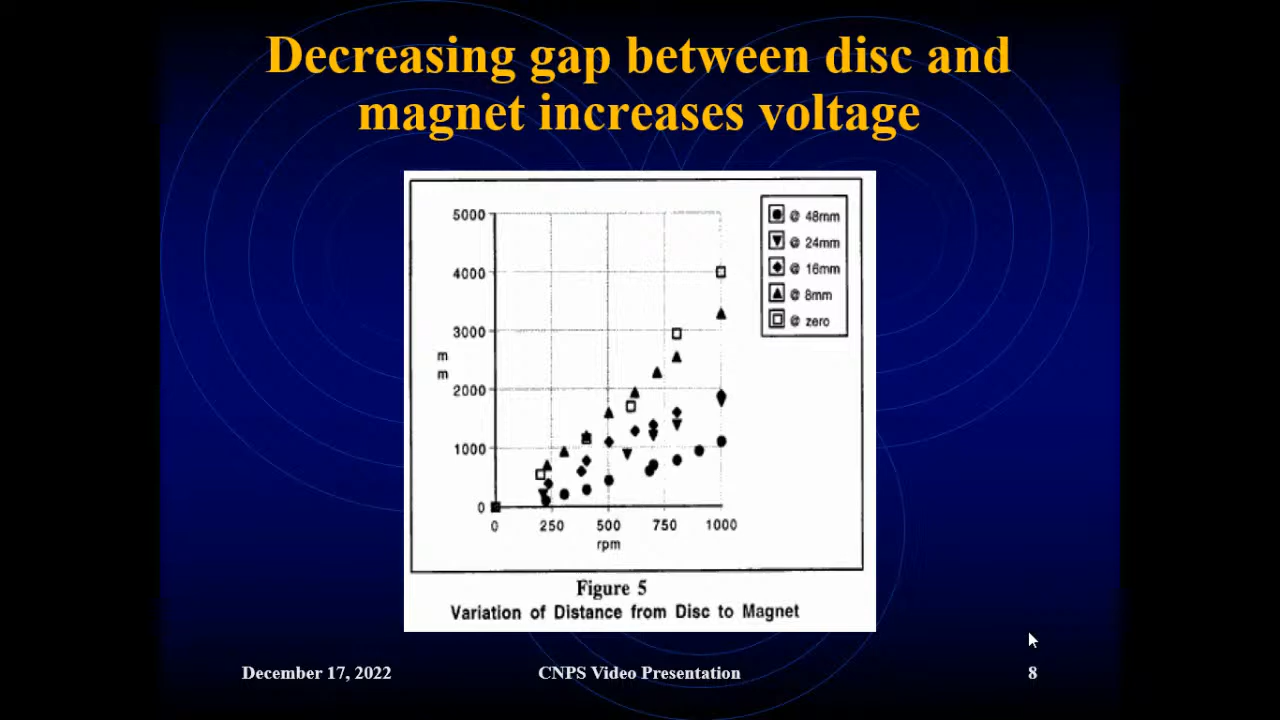 Decreasing gap between disc and
magnet increases voltage
5000
4000
3000
2000
1000
0
m
m
0 250 500 750 1000
rpm
@ 48mm
@ 24mm
@ 16mm
@ 8mm
@ zero
Figure 5
Variation of Distance from Disc to Magnet
December 17, 2022 CNPS Video Presentation 8